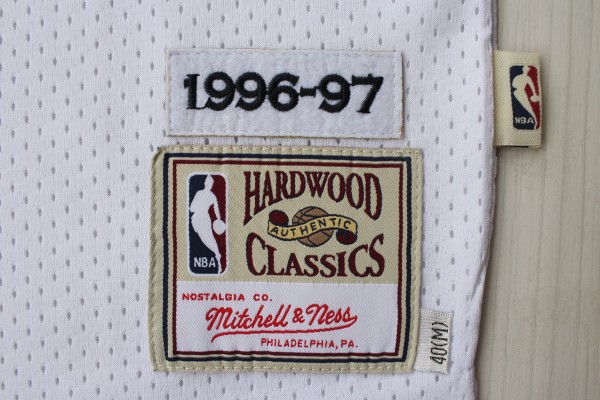 1996-97
NBA
HARDWOOD
AUTHENTIC
CLASSICS
NBA
NOSTALGIA CO.
Mitchell & Ness
PHILADELPHIA, PA.
40(M)